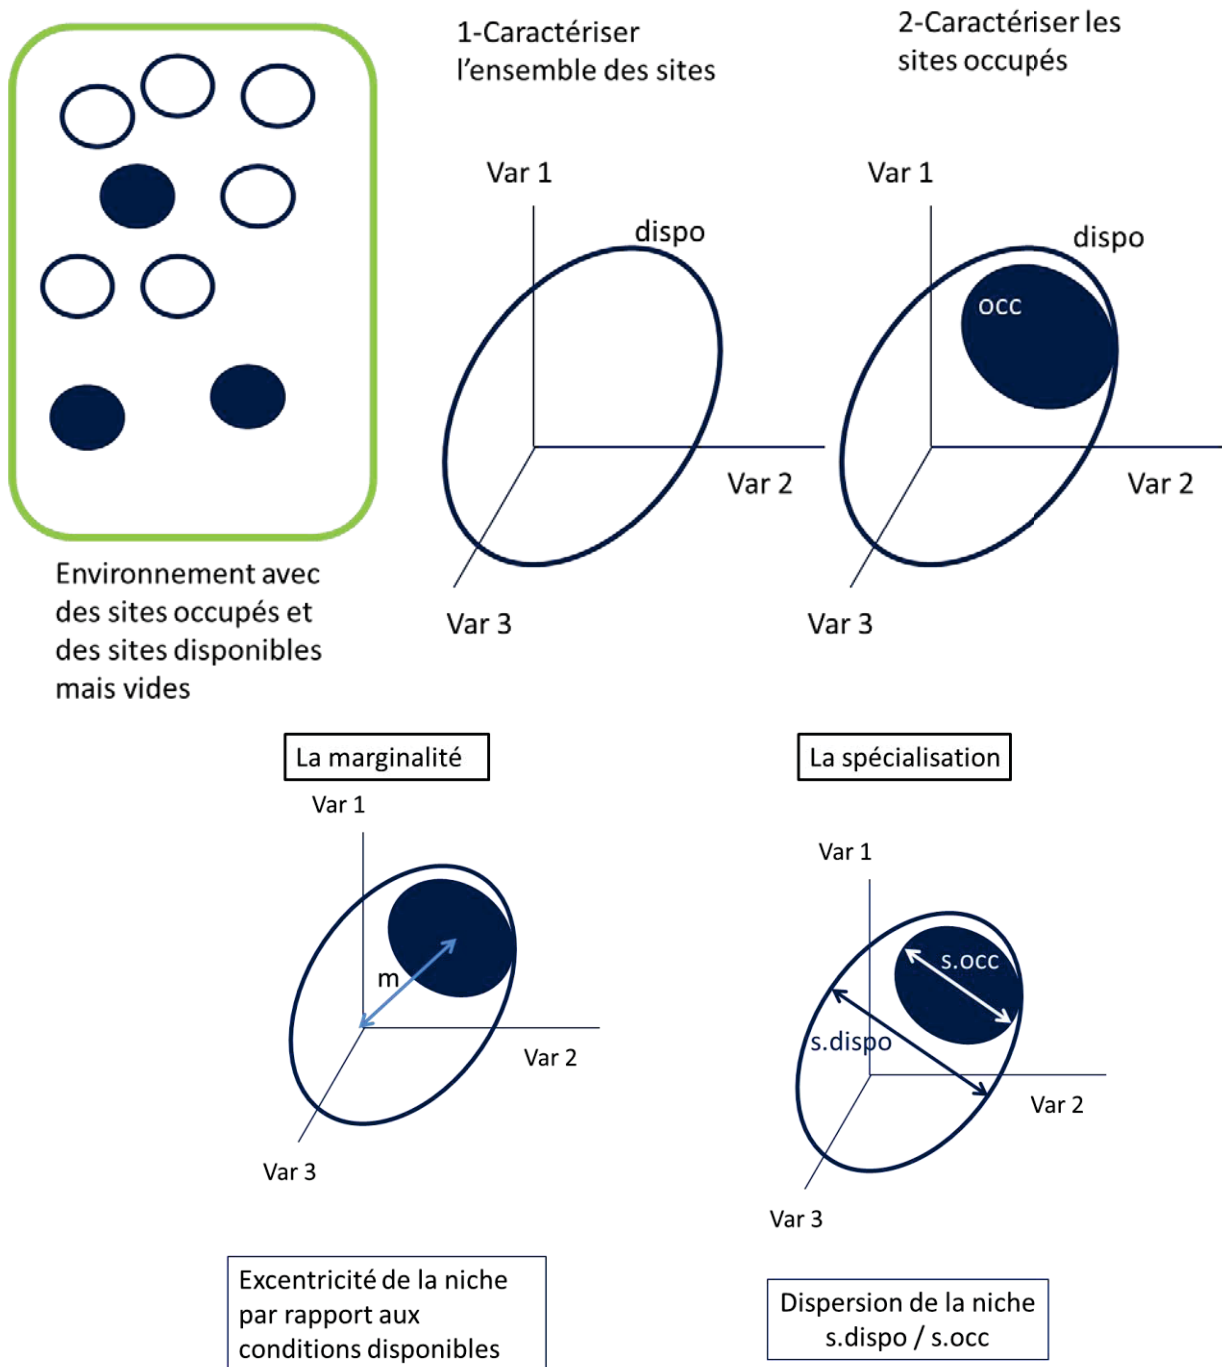 1-Caractériser
l'ensemble des sites
2-Caractériser les
sites occupés
Var 1
dispo
Var 2
Var 3
Var 1
dispo
occ
Var 2
Var 3
Environnement avec
des sites occupés et
des sites disponibles
mais vides
La marginalité
Var 1
m
Var 2
Var 3
Excentricité de la niche
par rapport aux
conditions disponibles
La spécialisation
Var 1
s.occ
s.dispo
Var 2
Var 3
Dispersion de la niche
s.dispo / s.occ